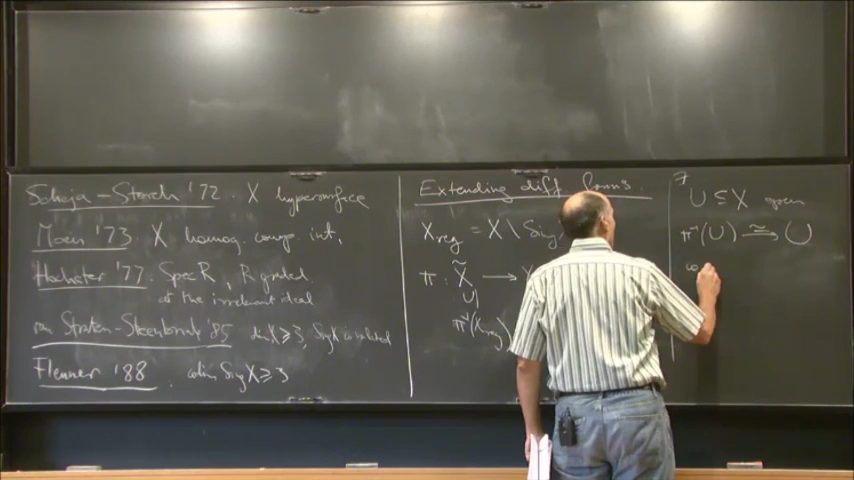 Scheja-Storch '72. X hypersurface
Moen '73 X homog. comp. int.
Hochster '77. Spec R, R graded
at the irrelevant ideal
van Straten-Steenbrink '85 dim X ≥ 3, Sing X isolated
Flenner '88. codim Sing X ≥ 3
Extending diff. forms.
X_reg = X \ Sing
π : X̃ →
∪|
π⁻¹(X_reg)
∃ U ⊆ X open
π⁻¹(U) ≃→ U
ω